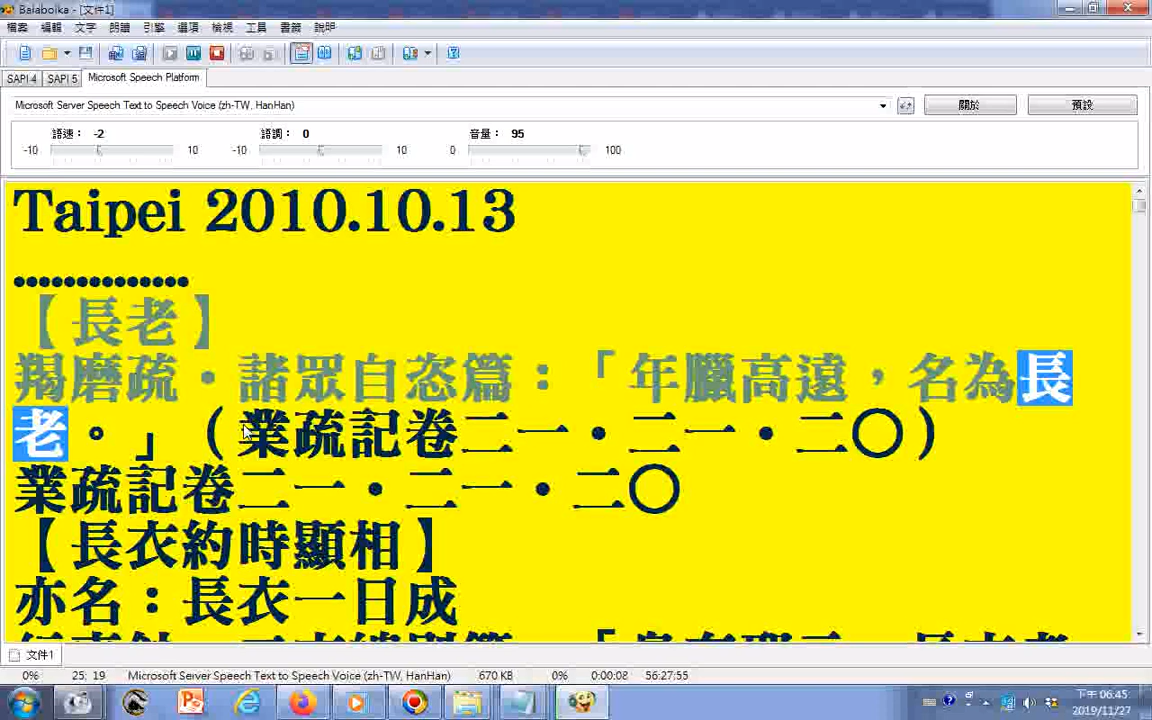 Balabolka - [文件1]
檔案 編輯 文字 朗讀 引擎 選項 檢視 工具 書籤 說明
SAPI 4 SAPI 5 Microsoft Speech Platform
Microsoft Server Speech Text to Speech Voice (zh-TW, HanHan) 關於 預設
語速： -2 語調： 0 音量： 95
-10 10 -10 10 0 100
Taipei 2010.10.13
••••••••••••••
【長老】
羯磨疏‧諸眾自恣篇：「年臘高遠，名為長
老。」（業疏記卷二一‧二一‧二〇）
業疏記卷二一‧二一‧二〇
【長衣約時顯相】
亦名：長衣一日成
文件1
0% 25; 19 Microsoft Server Speech Text to Speech Voice (zh-TW, HanHan) 670 KB 0% 0:00:08 56:27:55
下午 06:45
2019/11/27